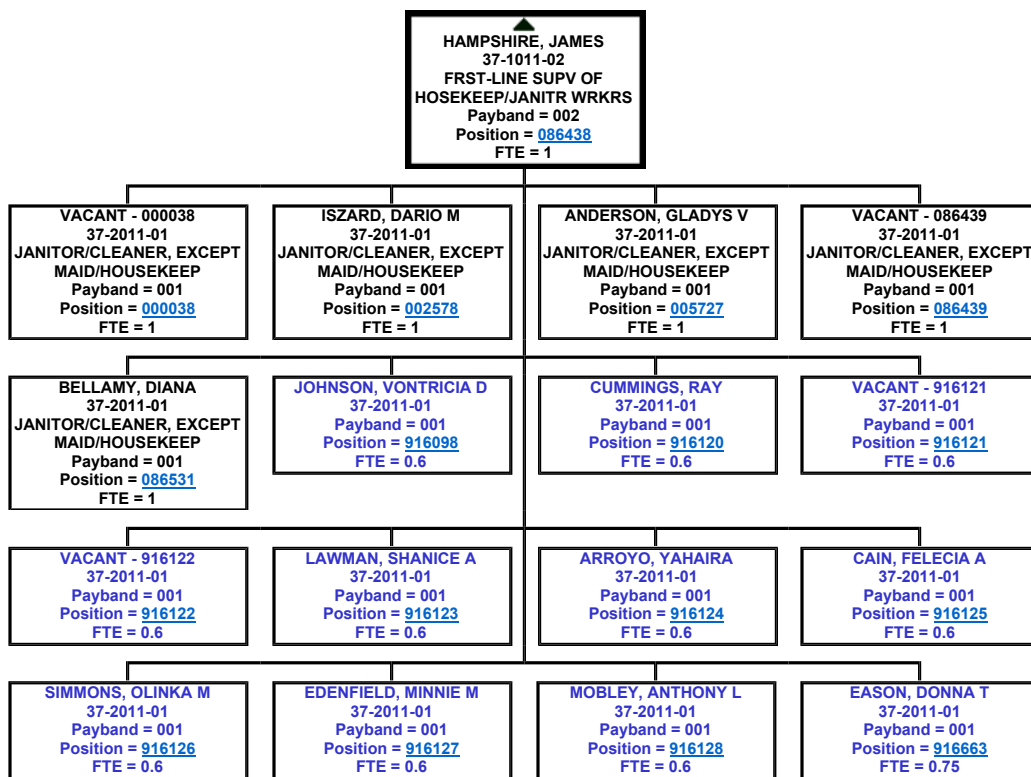 HAMPSHIRE, JAMES
37-1011-02
FRST-LINE SUPV OF
HOSEKEEP/JANITR WRKRS
Payband = 002
Position = 086438
FTE = 1
VACANT - 000038
37-2011-01
JANITOR/CLEANER, EXCEPT
MAID/HOUSEKEEP
Payband = 001
Position = 000038
FTE = 1
ISZARD, DARIO M
37-2011-01
JANITOR/CLEANER, EXCEPT
MAID/HOUSEKEEP
Payband = 001
Position = 002578
FTE = 1
ANDERSON, GLADYS V
37-2011-01
JANITOR/CLEANER, EXCEPT
MAID/HOUSEKEEP
Payband = 001
Position = 005727
FTE = 1
VACANT - 086439
37-2011-01
JANITOR/CLEANER, EXCEPT
MAID/HOUSEKEEP
Payband = 001
Position = 086439
FTE = 1
BELLAMY, DIANA
37-2011-01
JANITOR/CLEANER, EXCEPT
MAID/HOUSEKEEP
Payband = 001
Position = 086531
FTE = 1
JOHNSON, VONTRICIA D
37-2011-01
Payband = 001
Position = 916098
FTE = 0.6
CUMMINGS, RAY
37-2011-01
Payband = 001
Position = 916120
FTE = 0.6
VACANT - 916121
37-2011-01
Payband = 001
Position = 916121
FTE = 0.6
VACANT - 916122
37-2011-01
Payband = 001
Position = 916122
FTE = 0.6
LAWMAN, SHANICE A
37-2011-01
Payband = 001
Position = 916123
FTE = 0.6
ARROYO, YAHAIRA
37-2011-01
Payband = 001
Position = 916124
FTE = 0.6
CAIN, FELECIA A
37-2011-01
Payband = 001
Position = 916125
FTE = 0.6
SIMMONS, OLINKA M
37-2011-01
Payband = 001
Position = 916126
FTE = 0.6
EDENFIELD, MINNIE M
37-2011-01
Payband = 001
Position = 916127
FTE = 0.6
MOBLEY, ANTHONY L
37-2011-01
Payband = 001
Position = 916128
FTE = 0.6
EASON, DONNA T
37-2011-01
Payband = 001
Position = 916663
FTE = 0.75